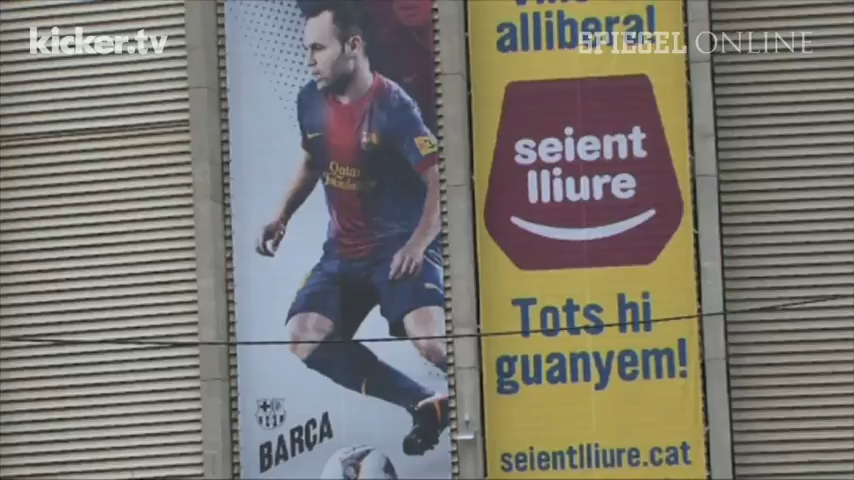 kicker.tv
SPIEGEL ONLINE
allibera!
seient
lliure
Tots hi
guanyem!
seientlliure.cat
Qatar
Foundation
BARÇA